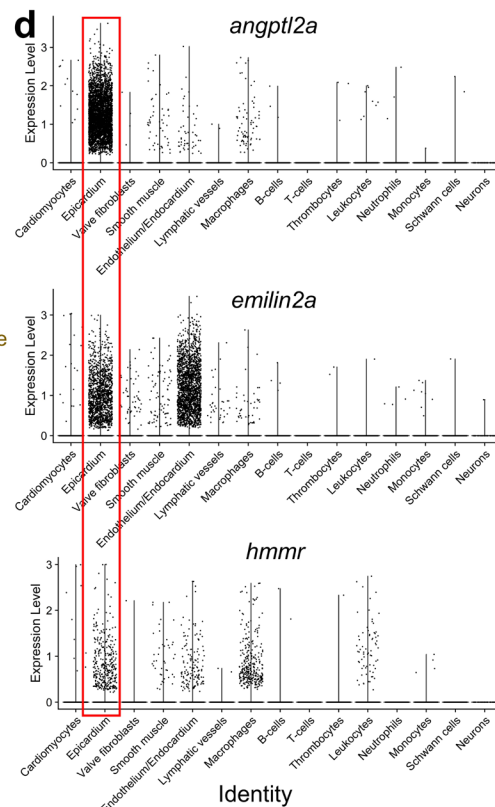 d
angptl2a
Expression Level
3
2
1
0
Cardiomyocytes
Epicardium
Valve fibroblasts
Smooth muscle
Endothelium/Endocardium
Lymphatic vessels
Macrophages
B-cells
T-cells
Thrombocytes
Leukocytes
Neutrophils
Monocytes
Schwann cells
Neurons
e
emilin2a
Expression Level
3
2
1
0
Cardiomyocytes
Epicardium
Valve fibroblasts
Smooth muscle
Endothelium/Endocardium
Lymphatic vessels
Macrophages
B-cells
T-cells
Thrombocytes
Leukocytes
Neutrophils
Monocytes
Schwann cells
Neurons
hmmr
Expression Level
3
2
1
0
Cardiomyocytes
Epicardium
Valve fibroblasts
Smooth muscle
Endothelium/Endocardium
Lymphatic vessels
Macrophages
B-cells
T-cells
Thrombocytes
Leukocytes
Neutrophils
Monocytes
Schwann cells
Neurons
Identity